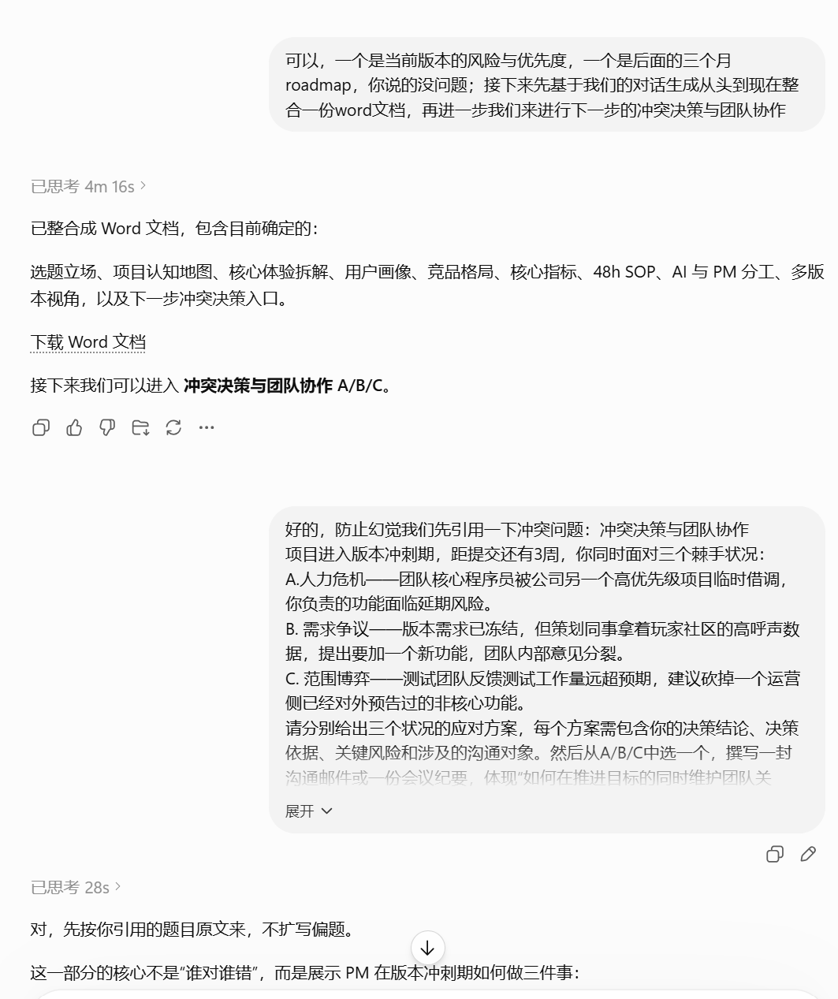 可以，一个是当前版本的风险与优先度，一个是后面的三个月
roadmap，你说的没问题；接下来先基于我们的对话生成从头到现在整
合一份word文档，再进一步我们来进行下一步的冲突决策与团队协作
已思考 4m 16s
已整合成 Word 文档，包含目前确定的：
选题立场、项目认知地图、核心体验拆解、用户画像、竞品格局、核心指标、48h SOP、AI 与 PM 分工、多版
本视角，以及下一步冲突决策入口。
下载 Word 文档
接下来我们可以进入 冲突决策与团队协作 A/B/C。
好的，防止幻觉我们先引用一下冲突问题：冲突决策与团队协作
项目进入版本冲刺期，距提交还有3周，你同时面对三个棘手状况：
A.人力危机——团队核心程序员被公司另一个高优先级项目临时借调，
你负责的功能面临延期风险。
B. 需求争议——版本需求已冻结，但策划同事拿着玩家社区的高呼声数
据，提出要加一个新功能，团队内部意见分裂。
C. 范围博弈——测试团队反馈测试工作量远超预期，建议砍掉一个运营
侧已经对外预告过的非核心功能。
请分别给出三个状况的应对方案，每个方案需包含你的决策结论、决策
依据、关键风险和涉及的沟通对象。然后从A/B/C中选一个，撰写一封
沟通邮件或一份会议纪要，体现“如何在推进目标的同时维护团队关
展开
已思考 28s
对，先按你引用的题目原文来，不扩写偏题。
这一部分的核心不是“谁对谁错”，而是展示 PM 在版本冲刺期如何做三件事：